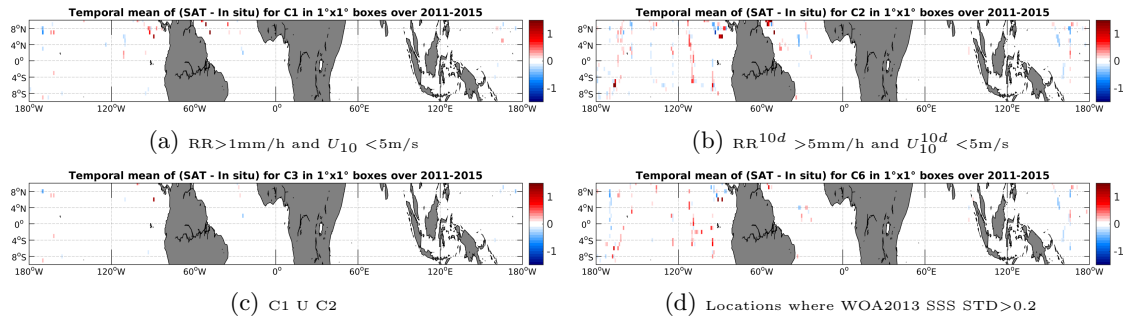 Temporal mean of (SAT - In situ) for C1 in 1°x1° boxes over 2011-2015
8°N
4°N
0°
4°S
8°S
180°W 120°W 60°W 0° 60°E 120°E 180°W
1
0
-1
(a) RR>1mm/h and U10 <5m/s
Temporal mean of (SAT - In situ) for C2 in 1°x1° boxes over 2011-2015
8°N
4°N
0°
4°S
8°S
180°W 120°W 60°W 0° 60°E 120°E 180°W
1
0
-1
(b) RR^10d >5mm/h and U10^10d <5m/s
Temporal mean of (SAT - In situ) for C3 in 1°x1° boxes over 2011-2015
8°N
4°N
0°
4°S
8°S
180°W 120°W 60°W 0° 60°E 120°E 180°W
1
0
-1
(c) C1 U C2
Temporal mean of (SAT - In situ) for C6 in 1°x1° boxes over 2011-2015
8°N
4°N
0°
4°S
8°S
180°W 120°W 60°W 0° 60°E 120°E 180°W
1
0
-1
(d) Locations where WOA2013 SSS STD>0.2